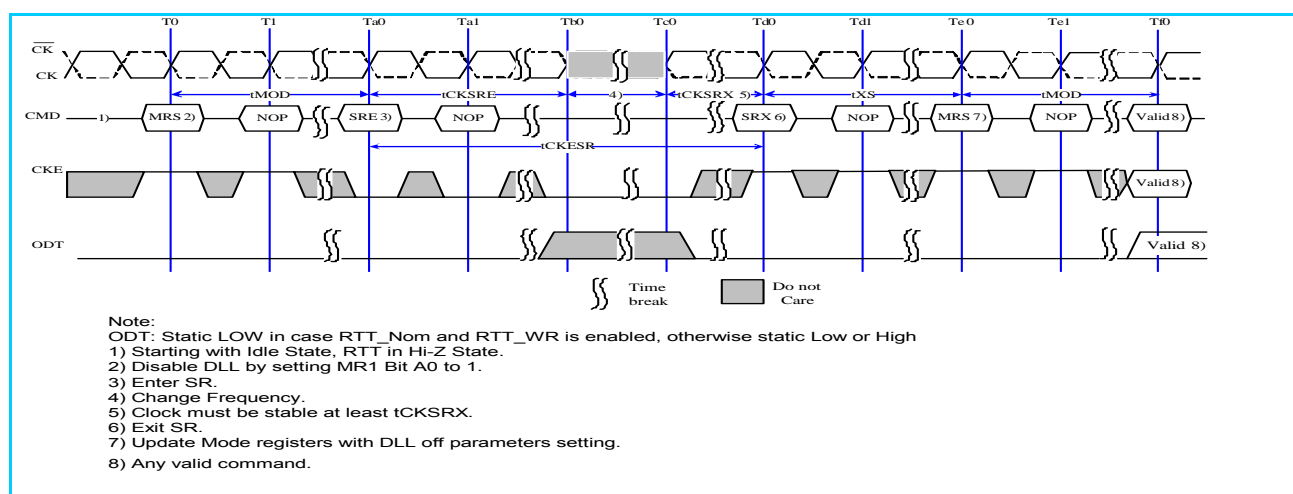 T0 T1 Ta0 Ta1 Tb0 Tc0 Td0 Td1 Te0 Te1 Tf0
CK
CK
tMOD tCKSRE 4) tCKSRX 5) tXS tMOD
CMD 1) MRS 2) NOP SRE 3) NOP SRX 6) NOP MRS 7) NOP Valid 8)
tCKESR
CKE Valid 8)
ODT Valid 8)
Time break
Do not Care
Note:
ODT: Static LOW in case RTT_Nom and RTT_WR is enabled, otherwise static Low or High
1) Starting with Idle State, RTT in Hi-Z State.
2) Disable DLL by setting MR1 Bit A0 to 1.
3) Enter SR.
4) Change Frequency.
5) Clock must be stable at least tCKSRX.
6) Exit SR.
7) Update Mode registers with DLL off parameters setting.
8) Any valid command.